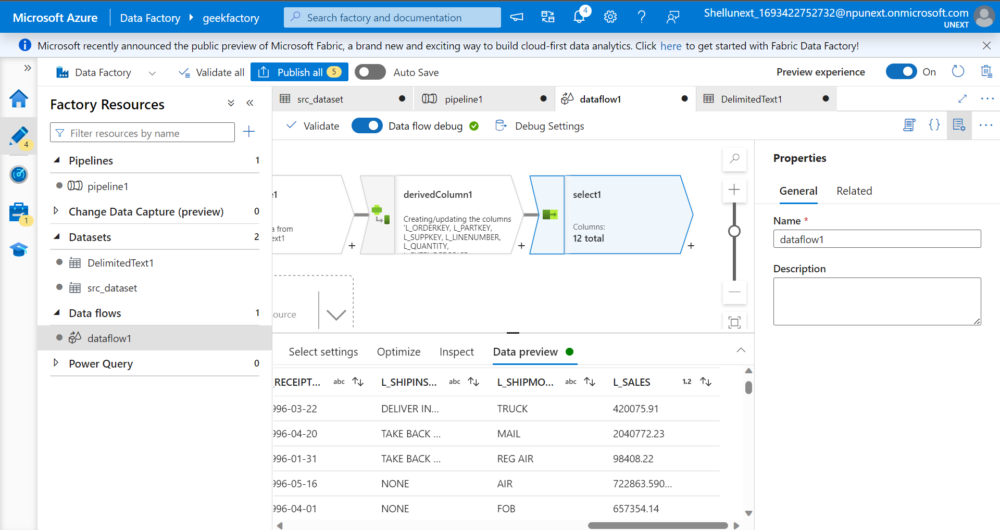 Microsoft Azure
Data Factory
geekfactory
Search factory and documentation
4
Shellunext_1693422752732@npunext.onmicrosoft.com
UNEXT
Microsoft recently announced the public preview of Microsoft Fabric, a brand new and exciting way to build cloud-first data analytics. Click here to get started with Fabric Data Factory!
Data Factory
Validate all
Publish all 5
Auto Save
Preview experience
On
4
1
Factory Resources
Filter resources by name
Pipelines 1
pipeline1
Change Data Capture (preview) 0
Datasets 2
DelimitedText1
src_dataset
Data flows 1
dataflow1
Power Query 0
src_dataset
pipeline1
dataflow1
DelimitedText1
Validate
Data flow debug
Debug Settings
{}
e1
a from
ext1
+
derivedColumn1
Creating/updating the columns
'L_ORDERKEY, L_PARTKEY,
L_SUPPKEY, L_LINENUMBER,
L_QUANTITY,
+
select1
Columns:
12 total
+
ource
Select settings
Optimize
Inspect
Data preview
_RECEIPT... abc L_SHIPINS... abc L_SHIPMO... abc L_SALES 1.2
996-03-22 DELIVER IN... TRUCK 420075.91
996-04-20 TAKE BACK ... MAIL 2040772.23
996-01-31 TAKE BACK ... REG AIR 98408.22
996-05-16 NONE AIR 722863.590...
996-04-01 NONE FOB 657354.14
Properties
General
Related
Name *
dataflow1
Description